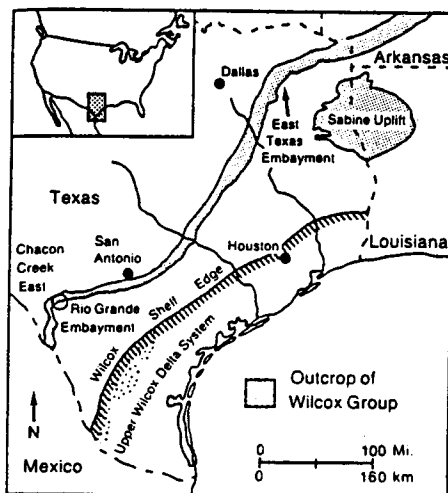 Arkansas
Dallas
East
Texas
Embayment
Sabine Uplift
Texas
Louisiana
San
Antonio
Houston
Chacon
Creek
East
Rio Grande
Embayment
Wilcox Shelf Edge
Upper Wilcox Delta System
Outcrop of
Wilcox Group
N
Mexico
0 100 Mi.
0 160 km